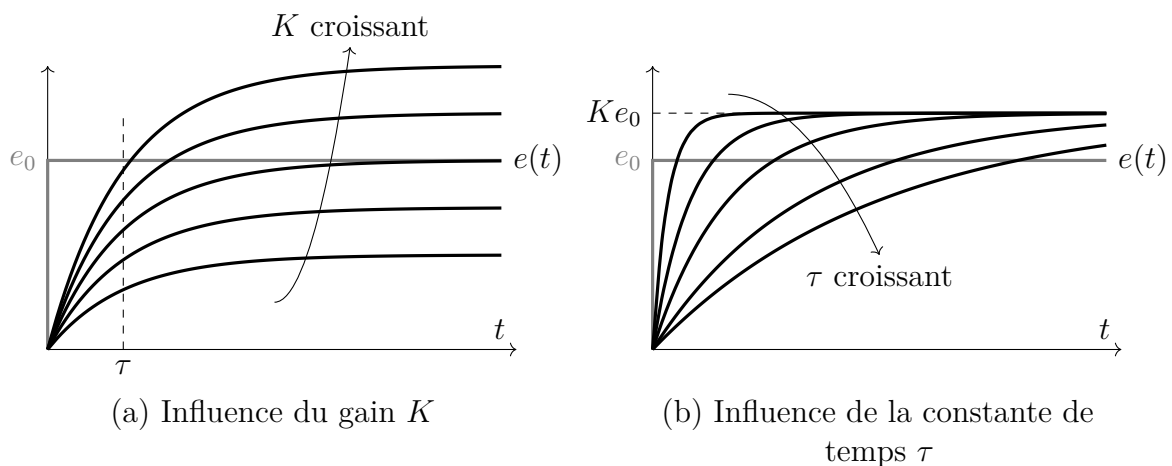 K croissant
e₀
e(t)
t
τ
(a) Influence du gain K
Ke₀
e₀
e(t)
τ croissant
t
(b) Influence de la constante de
temps τ